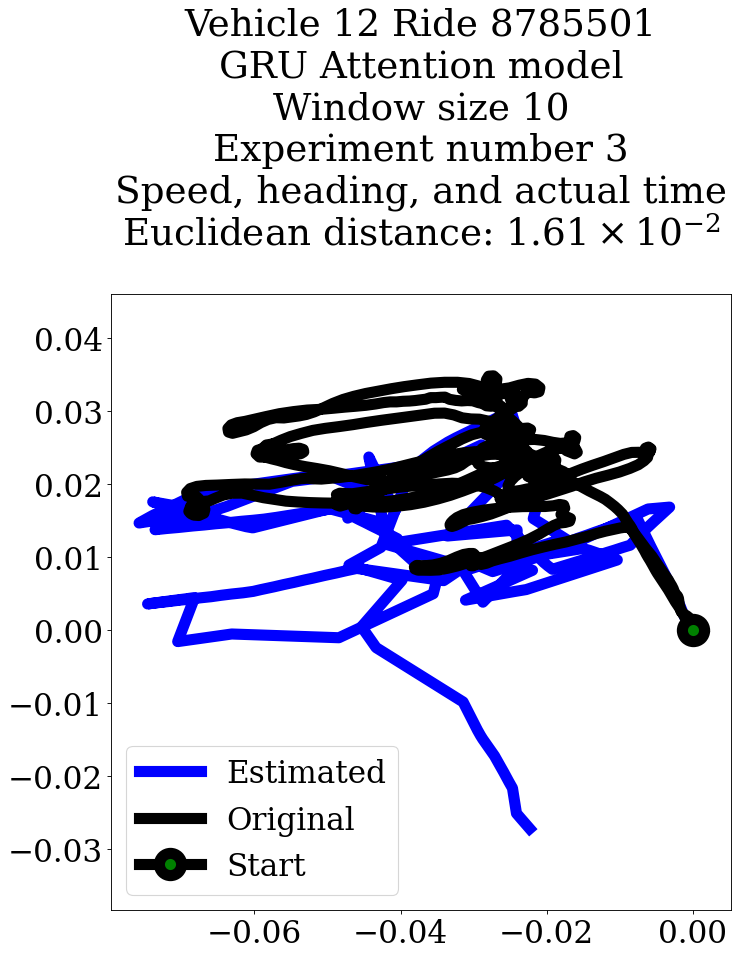 Vehicle 12 Ride 8785501
GRU Attention model
Window size 10
Experiment number 3
Speed, heading, and actual time
Euclidean distance: 1.61 × 10⁻²
0.04
0.03
0.02
0.01
0.00
−0.01
−0.02
−0.03
Estimated
Original
Start
−0.06 −0.04 −0.02 0.00